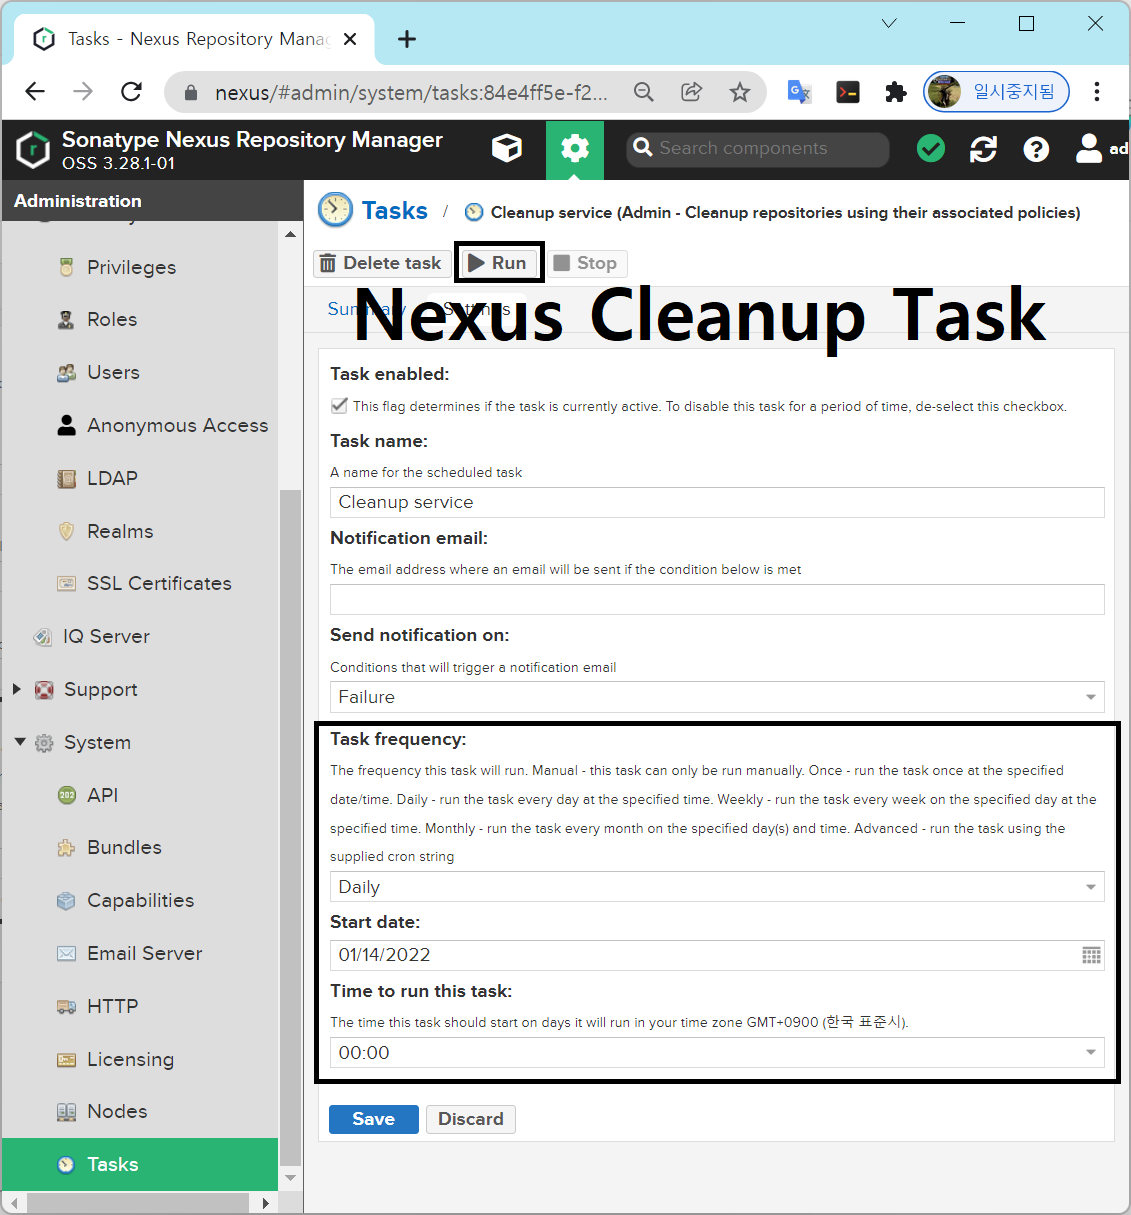 Tasks - Nexus Repository Mana
nexus/#admin/system/tasks:84e4ff5e-f2...
일시중지됨
Sonatype Nexus Repository Manager
OSS 3.28.1-01
Search components
ad
Administration
Privileges
Roles
Users
Anonymous Access
LDAP
Realms
SSL Certificates
IQ Server
Support
System
202
API
Bundles
Capabilities
Email Server
HTTP
Licensing
Nodes
Tasks
Tasks / Cleanup service (Admin - Cleanup repositories using their associated policies)
Delete task
Run
Stop
Summary
Settings
Nexus Cleanup Task
Task enabled:
This flag determines if the task is currently active. To disable this task for a period of time, de-select this checkbox.
Task name:
A name for the scheduled task
Cleanup service
Notification email:
The email address where an email will be sent if the condition below is met
Send notification on:
Conditions that will trigger a notification email
Failure
Task frequency:
The frequency this task will run. Manual - this task can only be run manually. Once - run the task once at the specified
date/time. Daily - run the task every day at the specified time. Weekly - run the task every week on the specified day at the
specified time. Monthly - run the task every month on the specified day(s) and time. Advanced - run the task using the
supplied cron string
Daily
Start date:
01/14/2022
Time to run this task:
The time this task should start on days it will run in your time zone GMT+0900 (한국 표준시).
00:00
Save
Discard